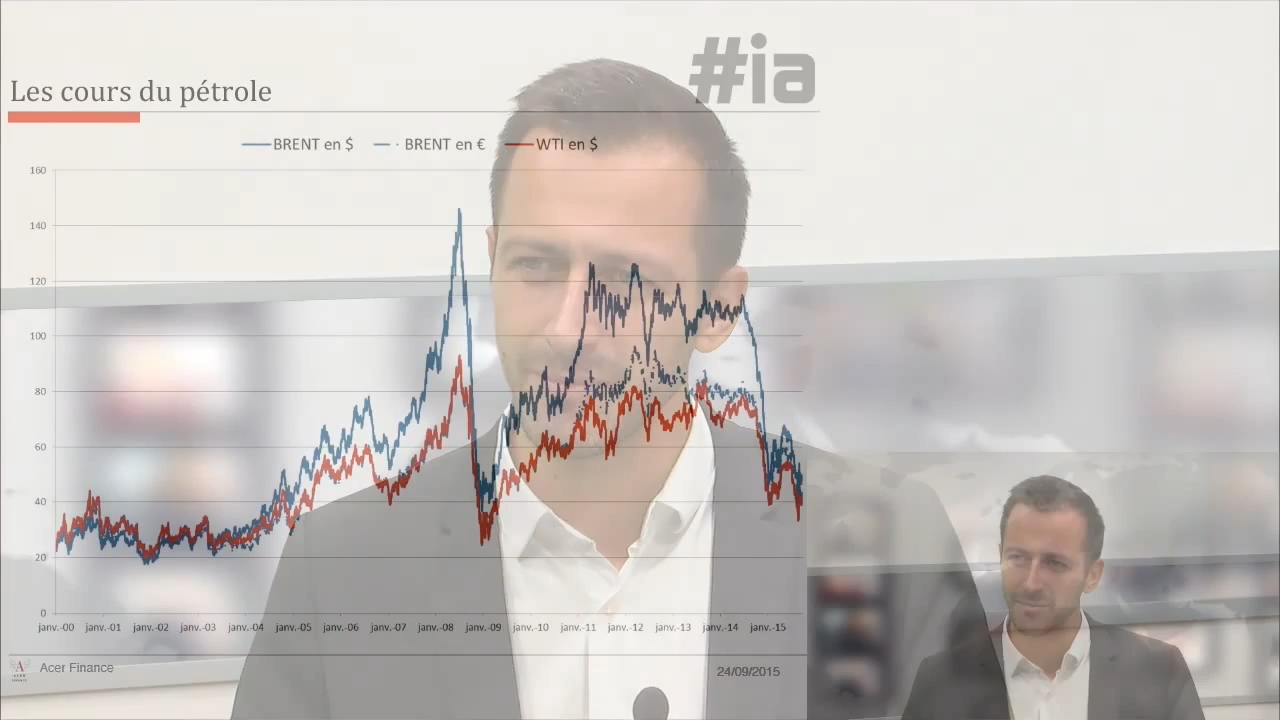 #ia
Les cours du pétrole
BRENT en $ BRENT en € WTI en $
160
140
120
100
80
60
40
20
0
janv.-00 janv.-01 janv.-02 janv.-03 janv.-04 janv.-05 janv.-06 janv.-07 janv.-08 janv.-09 janv.-10 janv.-11 janv.-12 janv.-13 janv.-14 janv.-15
A
ACER
FINANCE
Acer Finance
24/09/2015